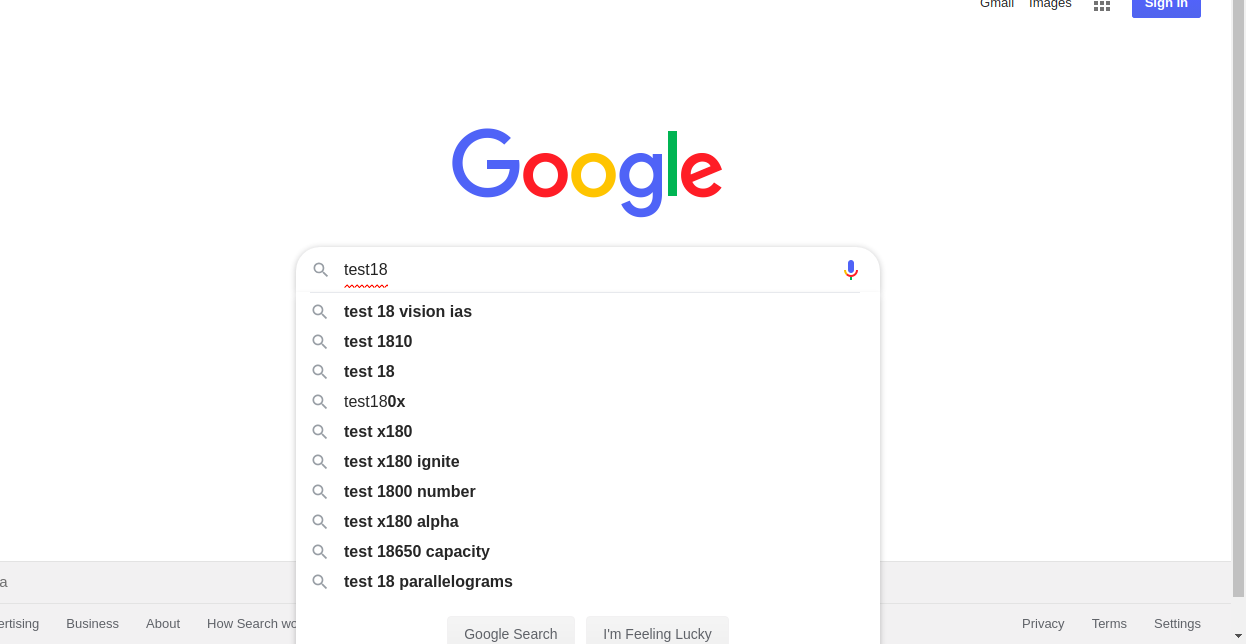 Gmail Images Sign in
Google
test18
test 18 vision ias
test 1810
test 18
test180x
test x180
test x180 ignite
test 1800 number
test x180 alpha
test 18650 capacity
test 18 parallelograms
Google Search I'm Feeling Lucky
Business About How Search Privacy Terms Settings